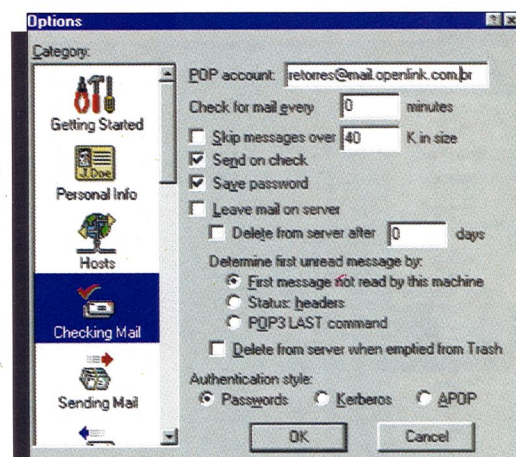 Options
Category:
Getting Started
J.Doe
Personal Info
Hosts
Checking Mail
Sending Mail
POP account: retorres@mail.openlink.com.br
Check for mail every 0 minutes
Skip messages over 40 K in size
Send on check
Save password
Leave mail on server
Delete from server after 0 days
Determine first unread message by:
First message not read by this machine
Status: headers
POP3 LAST command
Delete from server when emptied from Trash
Authentication style:
Passwords Kerberos APOP
OK Cancel